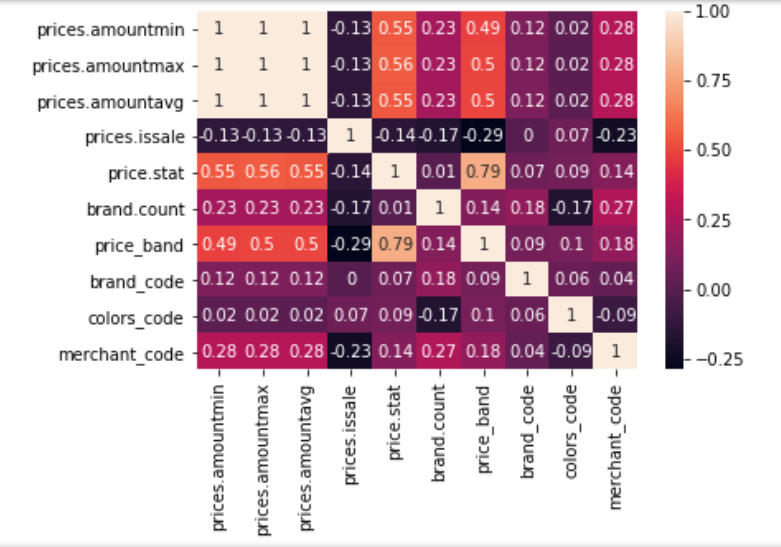 prices.amountmin 1 1 1 -0.13 0.55 0.23 0.49 0.12 0.02 0.28
prices.amountmax 1 1 1 -0.13 0.56 0.23 0.5 0.12 0.02 0.28
prices.amountavg 1 1 1 -0.13 0.55 0.23 0.5 0.12 0.02 0.28
prices.issale -0.13 -0.13 -0.13 1 -0.14 -0.17 -0.29 0 0.07 -0.23
price.stat 0.55 0.56 0.55 -0.14 1 0.01 0.79 0.07 0.09 0.14
brand.count 0.23 0.23 0.23 -0.17 0.01 1 0.14 0.18 -0.17 0.27
price_band 0.49 0.5 0.5 -0.29 0.79 0.14 1 0.09 0.1 0.18
brand_code 0.12 0.12 0.12 0 0.07 0.18 0.09 1 0.06 0.04
colors_code 0.02 0.02 0.02 0.07 0.09 -0.17 0.1 0.06 1 -0.09
merchant_code 0.28 0.28 0.28 -0.23 0.14 0.27 0.18 0.04 -0.09 1
prices.amountmin
prices.amountmax
prices.amountavg
prices.issale
price.stat
brand.count
price_band
brand_code
colors_code
merchant_code
1.00
0.75
0.50
0.25
0.00
−0.25